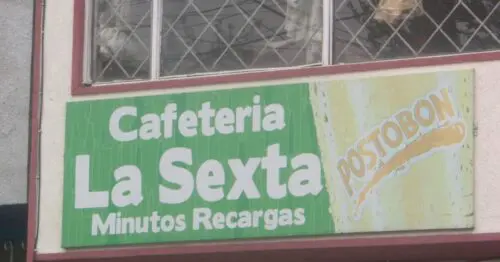 Cafeteria
La Sexta
Minutos Recargas
POSTOBON